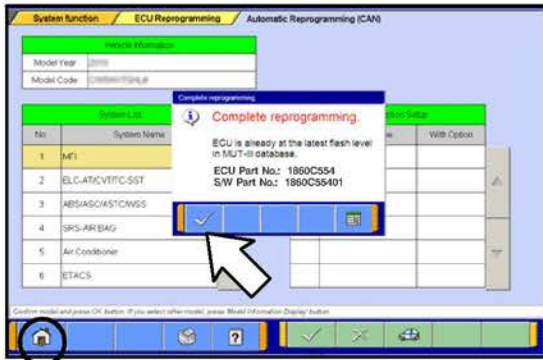 System function
ECU Reprogramming
Automatic Reprogramming (CAN)
Vehicle Information
Model Year
Model Code
System List
No
System Name
With Option
1 MFI
2 ELC-AT/CVT/TC-SST
3 ABS/ASC/ASTC/WSS
4 SRS-AIR BAG
5 Air Conditioner
6 ETACS
Complete reprogramming
Complete reprogramming.
ECU is already at the latest flash level
in MUT-III database.
ECU Part No.: 1860C554
S/W Part No.: 1860C55401
Confirm model and press OK button. If you select other model, press 'Model Information Display' button
?